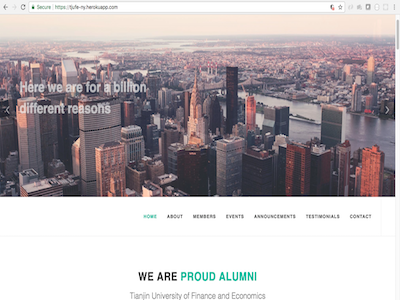 Secure https://tjufe-ny.herokuapp.com
Here we are for a billion
different reasons
HOME ABOUT MEMBERS EVENTS ANNOUNCEMENTS TESTIMONIALS CONTACT
WE ARE PROUD ALUMNI
Tianjin University of Finance and Economics